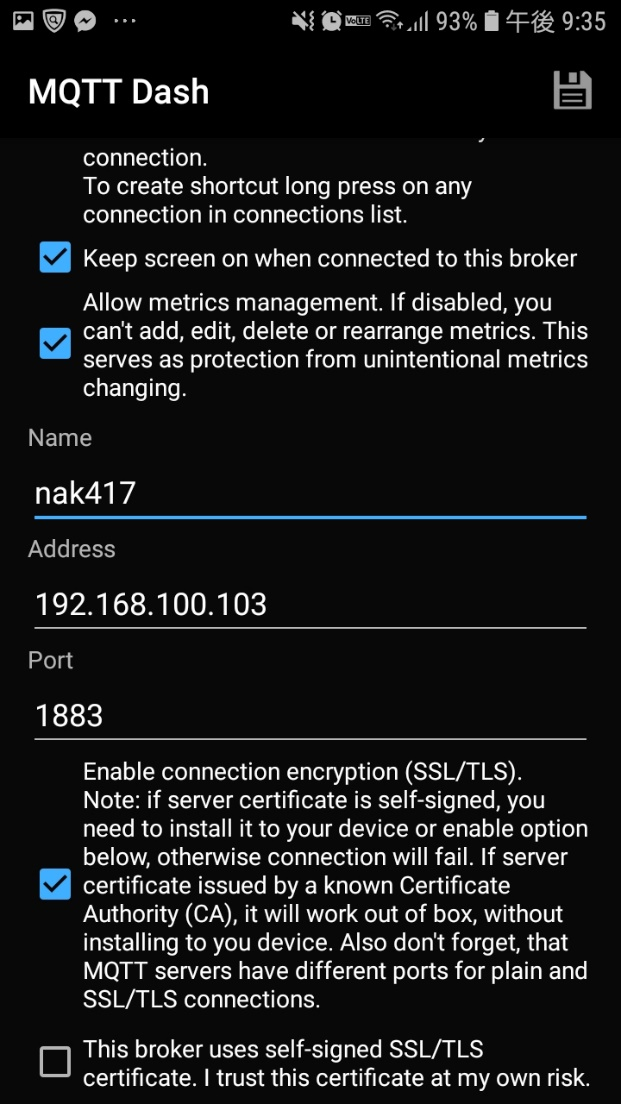 VoLTE 93% 午後 9:35
MQTT Dash
connection.
To create shortcut long press on any
connection in connections list.
Keep screen on when connected to this broker
Allow metrics management. If disabled, you
can't add, edit, delete or rearrange metrics. This
serves as protection from unintentional metrics
changing.
Name
nak417
Address
192.168.100.103
Port
1883
Enable connection encryption (SSL/TLS).
Note: if server certificate is self-signed, you
need to install it to your device or enable option
below, otherwise connection will fail. If server
certificate issued by a known Certificate
Authority (CA), it will work out of box, without
installing to you device. Also don't forget, that
MQTT servers have different ports for plain and
SSL/TLS connections.
This broker uses self-signed SSL/TLS
certificate. I trust this certificate at my own risk.